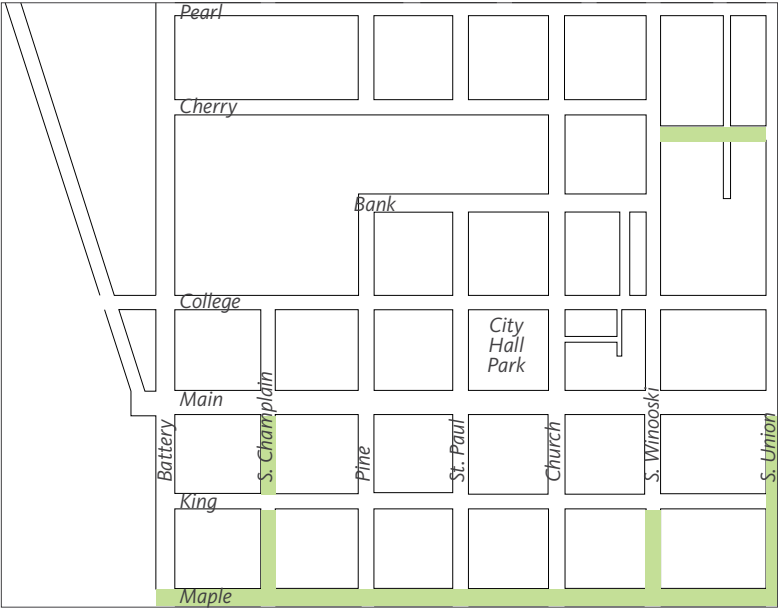 Pearl
Cherry
Bank
College
City
Hall
Park
Main
Battery
S. Champlain
Pine
St. Paul
Church
S. Winooski
S. Union
King
Maple